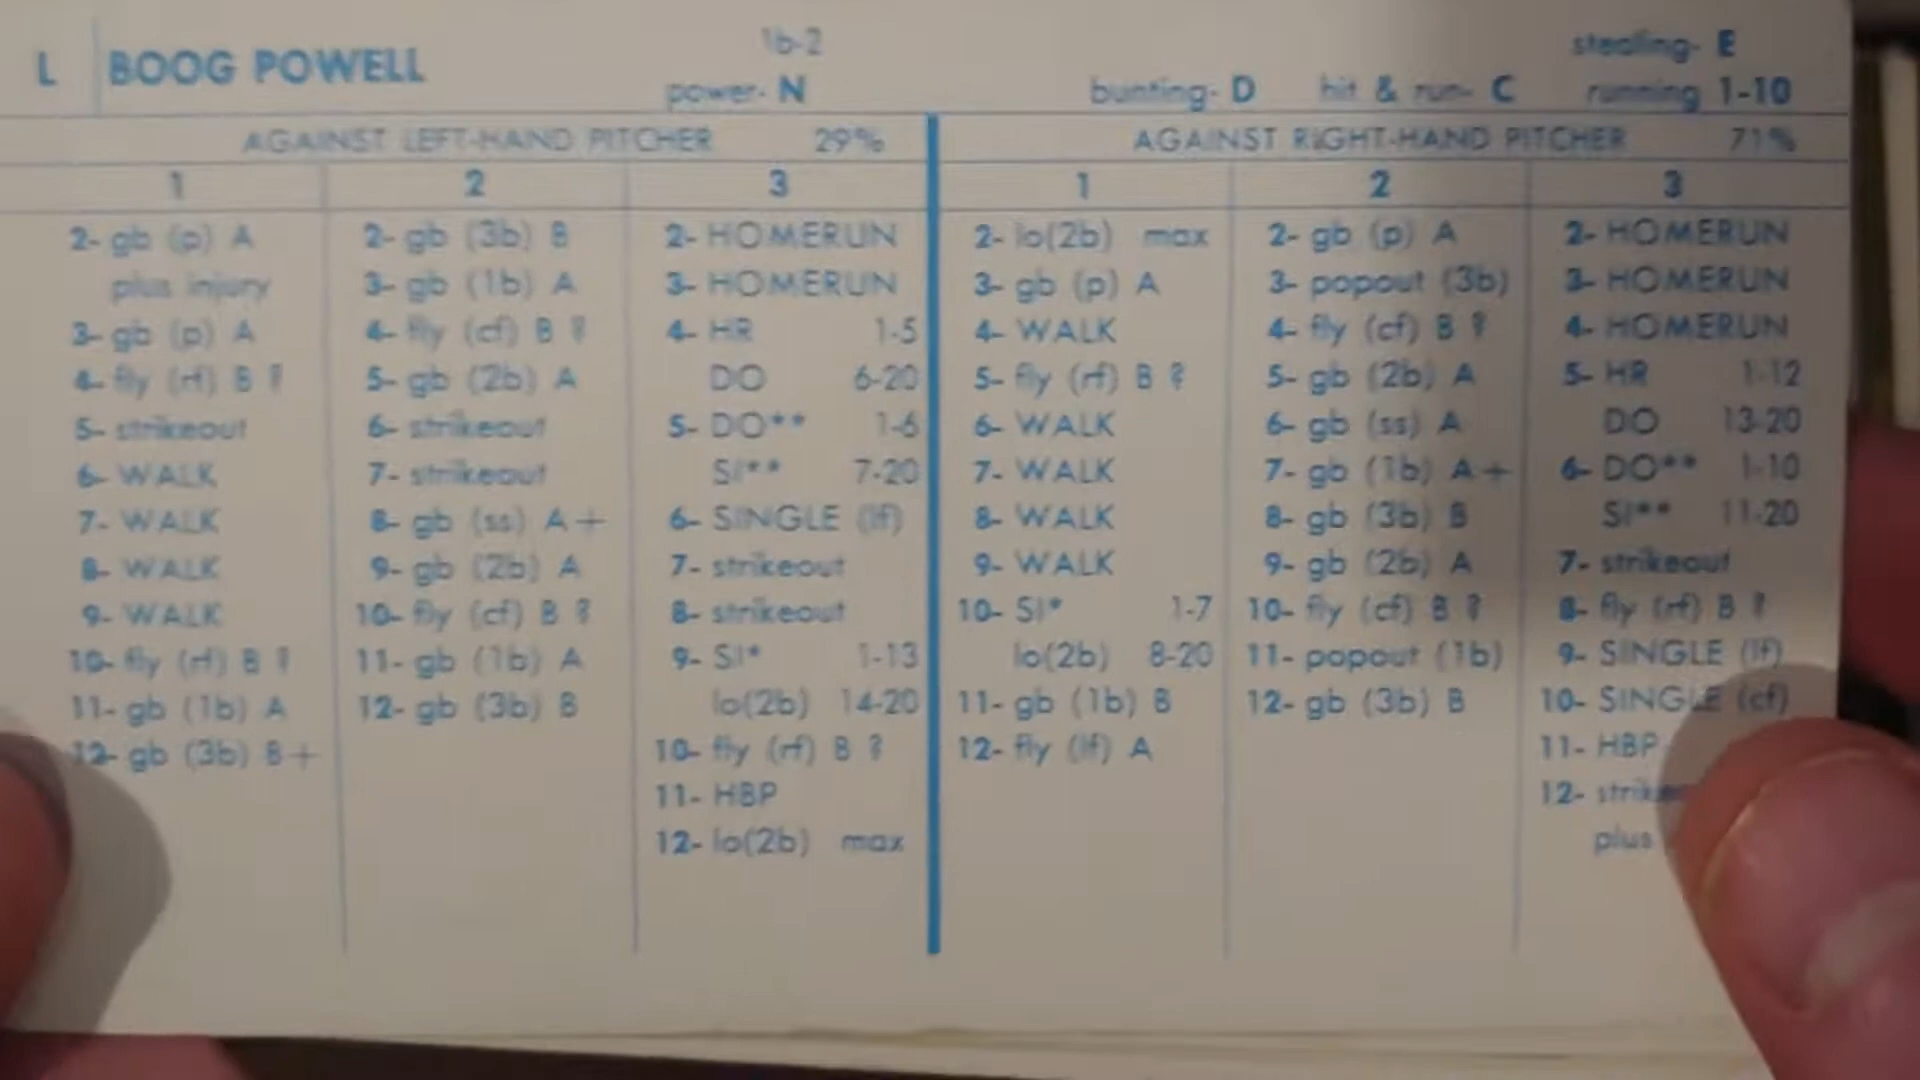 1b-2 stealing- E
L BOOG POWELL power- N bunting- D hit & run- C running 1-10
AGAINST LEFT-HAND PITCHER 29%
1
2- gb (p) A
plus injury
3- gb (p) A
4- fly (rf) B ?
5- strikeout
6- WALK
7- WALK
8- WALK
9- WALK
10- fly (rf) B ?
11- gb (1b) A
12- gb (3b) B+
2
2- gb (3b) B
3- gb (1b) A
4- fly (cf) B ?
5- gb (2b) A
6- strikeout
7- strikeout
8- gb (ss) A+
9- gb (2b) A
10- fly (cf) B ?
11- gb (1b) A
12- gb (3b) B
3
2- HOMERUN
3- HOMERUN
4- HR 1-5
DO 6-20
5- DO** 1-6
SI** 7-20
6- SINGLE (lf)
7- strikeout
8- strikeout
9- SI* 1-13
lo(2b) 14-20
10- fly (rf) B ?
11- HBP
12- lo(2b) max
AGAINST RIGHT-HAND PITCHER 71%
1
2- lo(2b) max
3- gb (p) A
4- WALK
5- fly (rf) B ?
6- WALK
7- WALK
8- WALK
9- WALK
10- SI* 1-7
lo(2b) 8-20
11- gb (1b) B
12- fly (lf) A
2
2- gb (p) A
3- popout (3b)
4- fly (cf) B ?
5- gb (2b) A
6- gb (ss) A
7- gb (1b) A+
8- gb (3b) B
9- gb (2b) A
10- fly (cf) B ?
11- popout (1b)
12- gb (3b) B
3
2- HOMERUN
3- HOMERUN
4- HOMERUN
5- HR 1-12
DO 13-20
6- DO** 1-10
SI** 11-20
7- strikeout
8- fly (rf) B ?
9- SINGLE (lf)
10- SINGLE (cf)
11- HBP
12-
plus